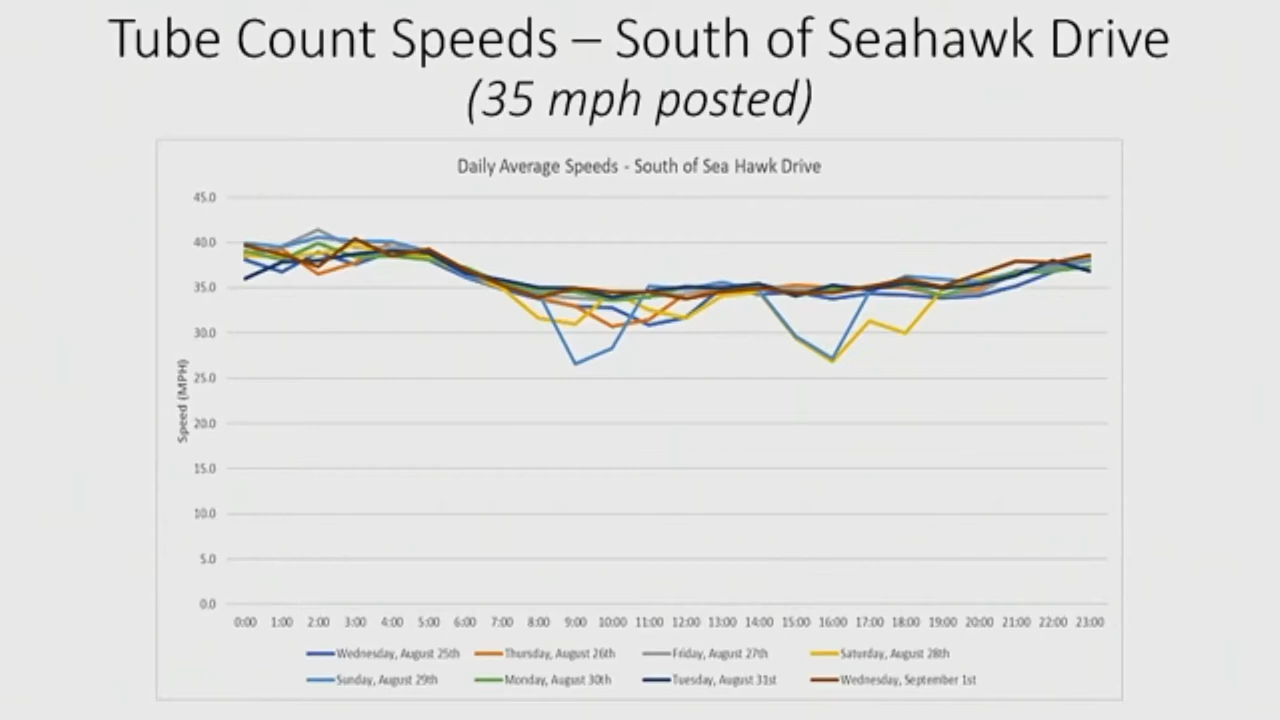 Tube Count Speeds – South of Seahawk Drive
(35 mph posted)
Daily Average Speeds - South of Sea Hawk Drive
Speed (MPH)
45.0
40.0
35.0
30.0
25.0
20.0
15.0
10.0
5.0
0.0
0:00 1:00 2:00 3:00 4:00 5:00 6:00 7:00 8:00 9:00 10:00 11:00 12:00 13:00 14:00 15:00 16:00 17:00 18:00 19:00 20:00 21:00 22:00 23:00
Wednesday, August 25th Thursday, August 26th Friday, August 27th Saturday, August 28th
Sunday, August 29th Monday, August 30th Tuesday, August 31st Wednesday, September 1st